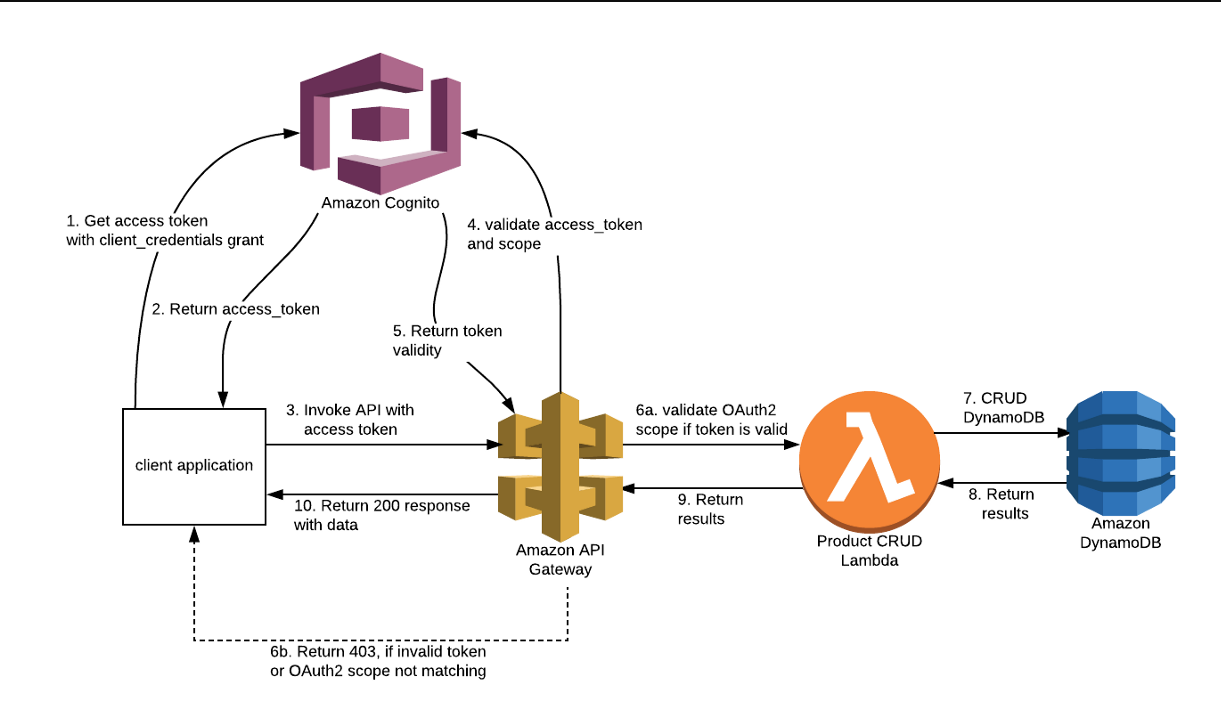 Amazon Cognito
1. Get access token
with client_credentials grant
4. validate access_token
and scope
2. Return access_token
5. Return token
validity
3. Invoke API with
access token
6a. validate OAuth2
scope if token is valid
7. CRUD
DynamoDB
client application
10. Return 200 response
with data
9. Return
results
8. Return
results
Amazon API
Gateway
Product CRUD
Lambda
Amazon
DynamoDB
6b. Return 403, if invalid token
or OAuth2 scope not matching